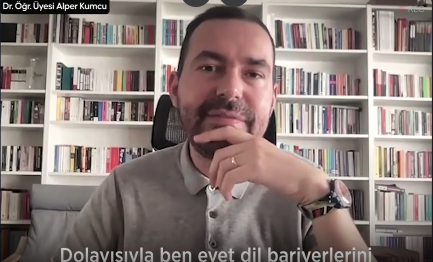 Dr. Öğr. Üyesi Alper Kumcu
Dolayısıyla ben evet dil bariyerlerini